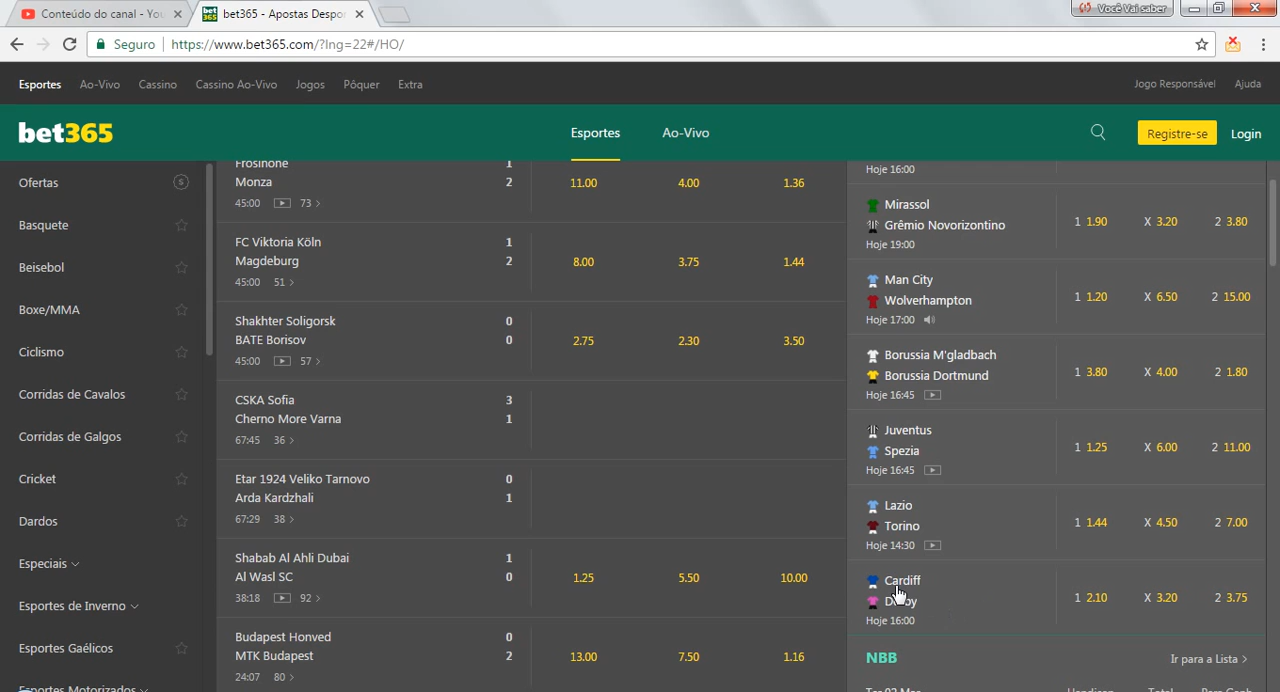 Conteúdo do canal - You
bet365 - Apostas Despor
Você Vai saber
Seguro https://www.bet365.com/?lng=22#/HO/
Esportes Ao-Vivo Cassino Cassino Ao-Vivo Jogos Pôquer Extra Jogo Responsável Ajuda
bet365 Esportes Ao-Vivo Registre-se Login
Ofertas S
Basquete
Beisebol
Boxe/MMA
Ciclismo
Corridas de Cavalos
Corridas de Galgos
Cricket
Dardos
Especiais
Esportes de Inverno
Esportes Gaélicos
Esportes Motorizados
Frosinone 1
Monza 2 11.00 4.00 1.36
45:00 73 >
FC Viktoria Köln 1
Magdeburg 2 8.00 3.75 1.44
45:00 51 >
Shakhter Soligorsk 0
BATE Borisov 0 2.75 2.30 3.50
45:00 57 >
CSKA Sofia 3
Cherno More Varna 1
67:45 36 >
Etar 1924 Veliko Tarnovo 0
Arda Kardzhali 1
67:29 38 >
Shabab Al Ahli Dubai 1
Al Wasl SC 0 1.25 5.50 10.00
38:18 92 >
Budapest Honved 0
MTK Budapest 2 13.00 7.50 1.16
24:07 80 >
Hoje 16:00
Mirassol
Grêmio Novorizontino 1 1.90 X 3.20 2 3.80
Hoje 19:00
Man City
Wolverhampton 1 1.20 X 6.50 2 15.00
Hoje 17:00
Borussia M'gladbach
Borussia Dortmund 1 3.80 X 4.00 2 1.80
Hoje 16:45
Juventus
Spezia 1 1.25 X 6.00 2 11.00
Hoje 16:45
Lazio
Torino 1 1.44 X 4.50 2 7.00
Hoje 14:30
Cardiff
1 2.10 X 3.20 2 3.75
Hoje 16:00
NBB Ir para a Lista >